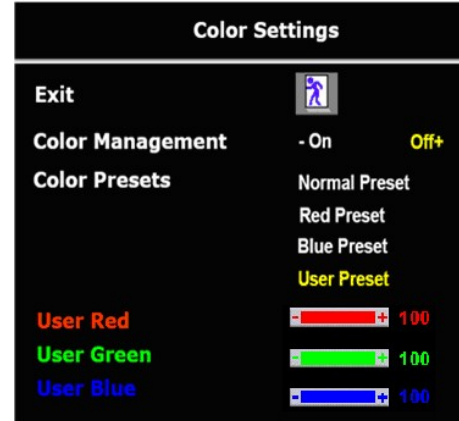 Color Settings
Exit
Color Management - On Off+
Color Presets Normal Preset
Red Preset
Blue Preset
User Preset
User Red - + 100
User Green - + 100
User Blue - + 100